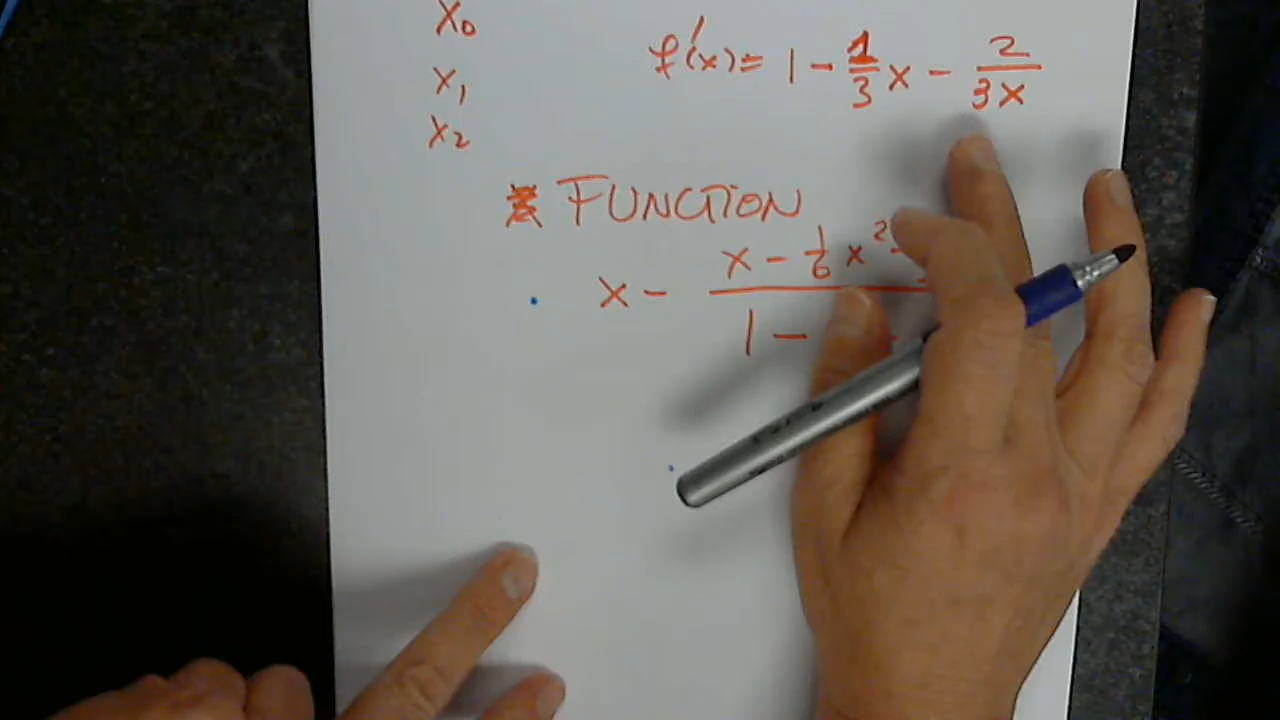 x₀
f'(x) = 1 - 1/3 x - 2/(3x)
x₁
x₂
FUNCTION
x - (x - 1/6 x²
1 -